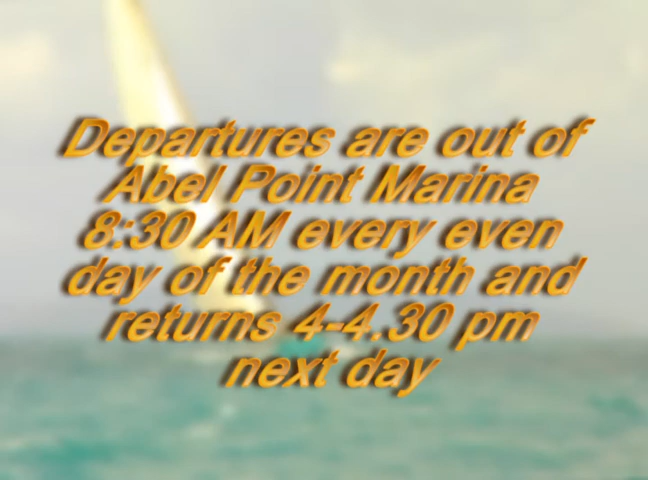 Departures are out of
Abel Point Marina
8:30 AM every even
day of the month and
returns 4-4.30 pm
next day